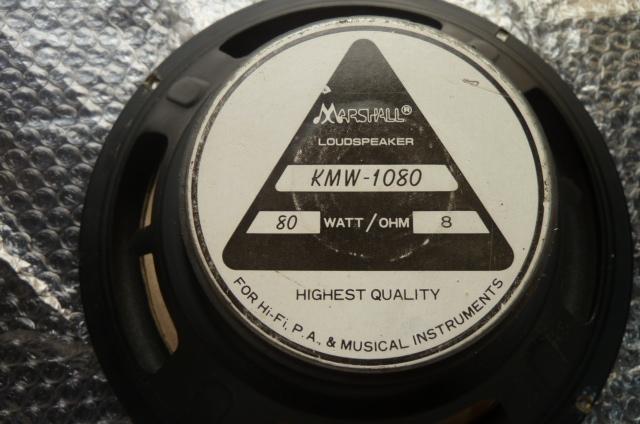 MARSHALL®
LOUDSPEAKER
KMW-1080
80 WATT/OHM 8
HIGHEST QUALITY
FOR Hi-Fi, P.A., & MUSICAL INSTRUMENTS